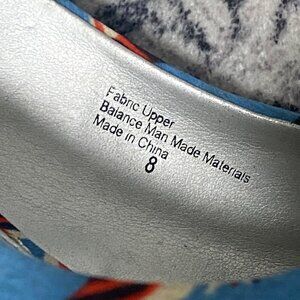 Fabric Upper
Balance Man Made Materials
Made in China
8